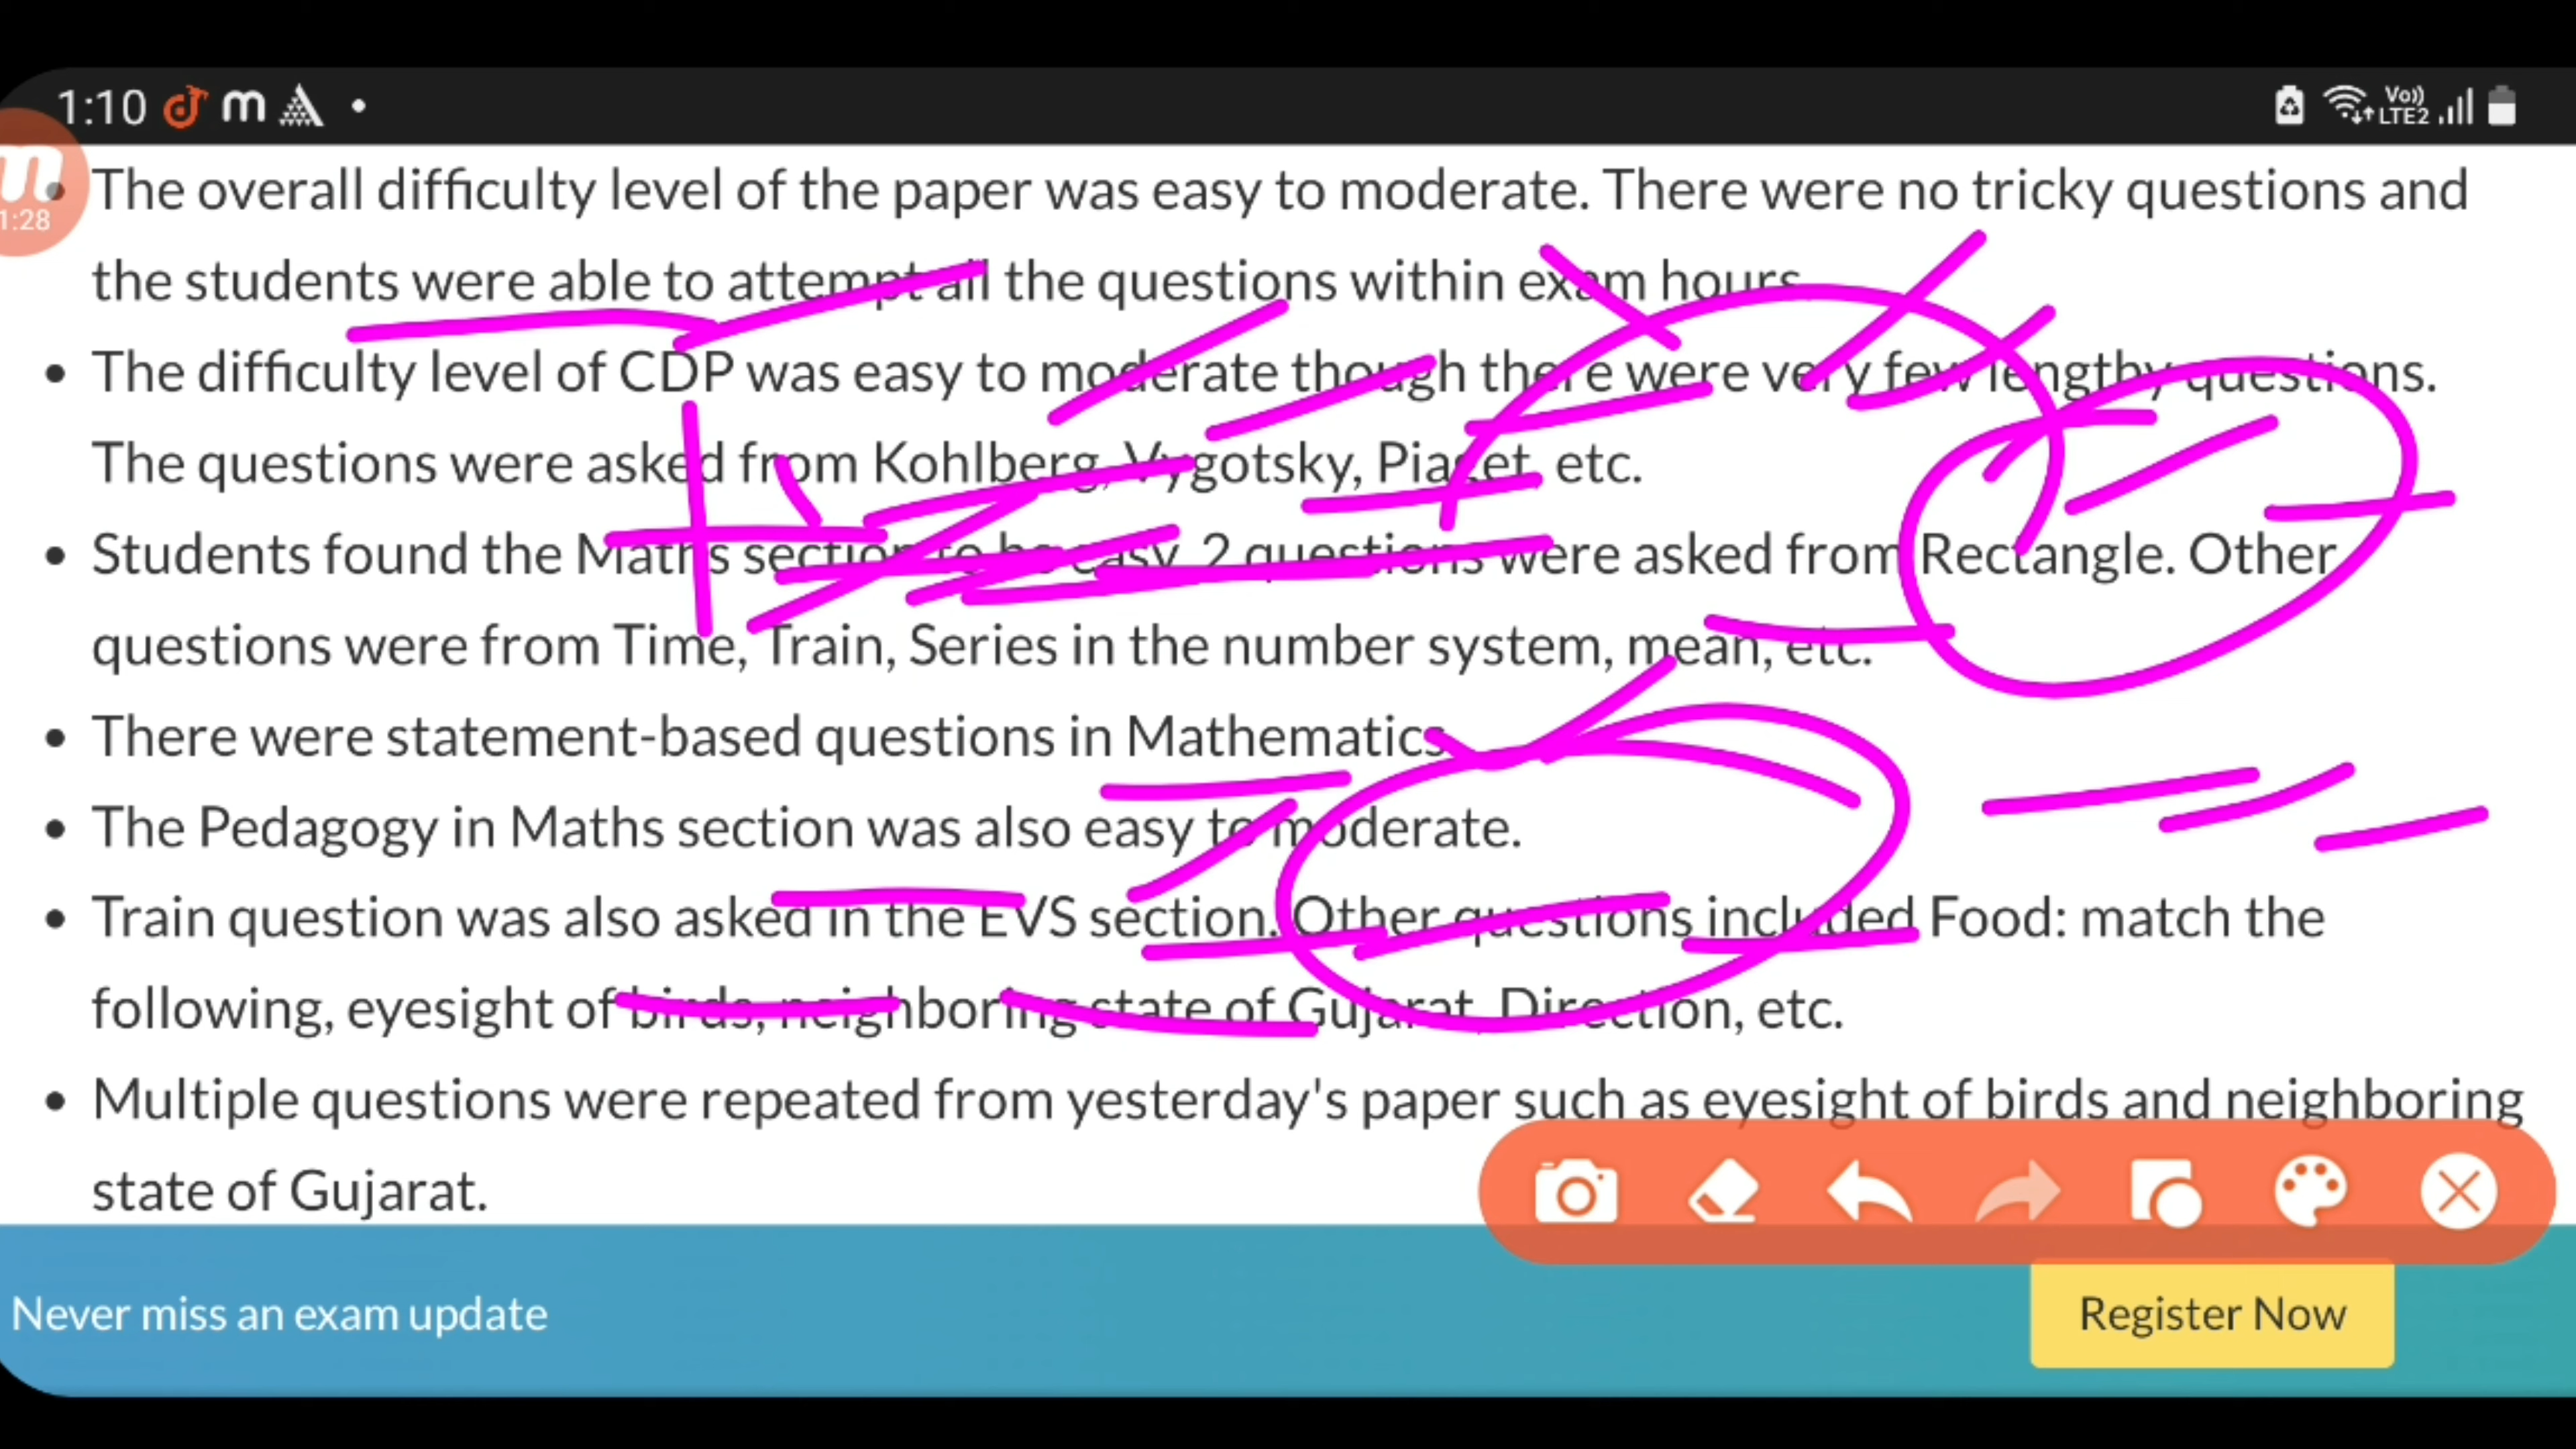 1:10 m
Vo))
LTE2
m
1:28
• The overall difficulty level of the paper was easy to moderate. There were no tricky questions and
the students were able to attempt all the questions within exam hours.
• The difficulty level of CDP was easy to moderate though there were very few lengthy questions.
The questions were asked from Kohlberg, Vygotsky, Piaget, etc.
• Students found the Maths section to be easy. 2 questions were asked from Rectangle. Other
questions were from Time, Train, Series in the number system, mean, etc.
• There were statement-based questions in Mathematics.
• The Pedagogy in Maths section was also easy to moderate.
• Train question was also asked in the EVS section. Other questions included Food: match the
following, eyesight of birds, neighboring state of Gujarat, Direction, etc.
• Multiple questions were repeated from yesterday's paper such as eyesight of birds and neighboring
state of Gujarat.
Never miss an exam update
Register Now